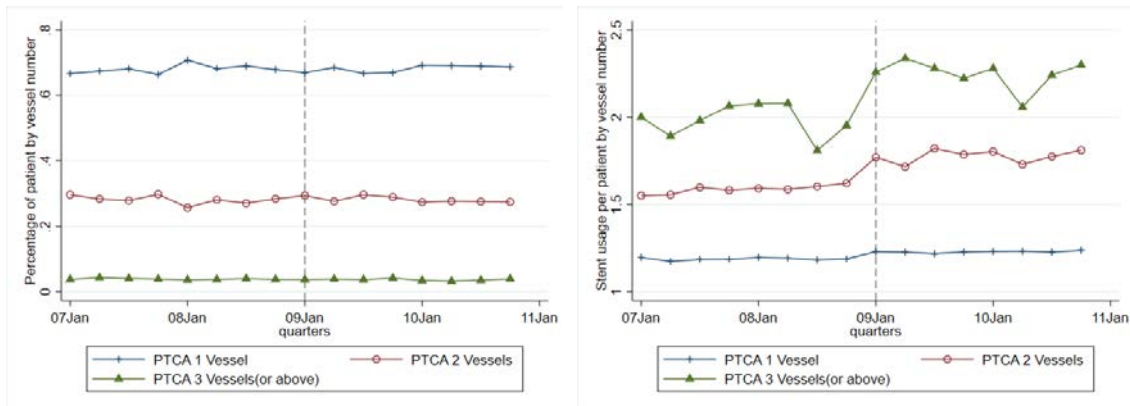 Percentage of patient by vessel number
.8
.6
.4
.2
0
07Jan 08Jan 09Jan 10Jan 11Jan
quarters
PTCA 1 Vessel PTCA 2 Vessels
PTCA 3 Vessels(or above)
Stent usage per patient by vessel number
2.5
2
1.5
1
07Jan 08Jan 09Jan 10Jan 11Jan
quarters
PTCA 1 Vessel PTCA 2 Vessels
PTCA 3 Vessels(or above)